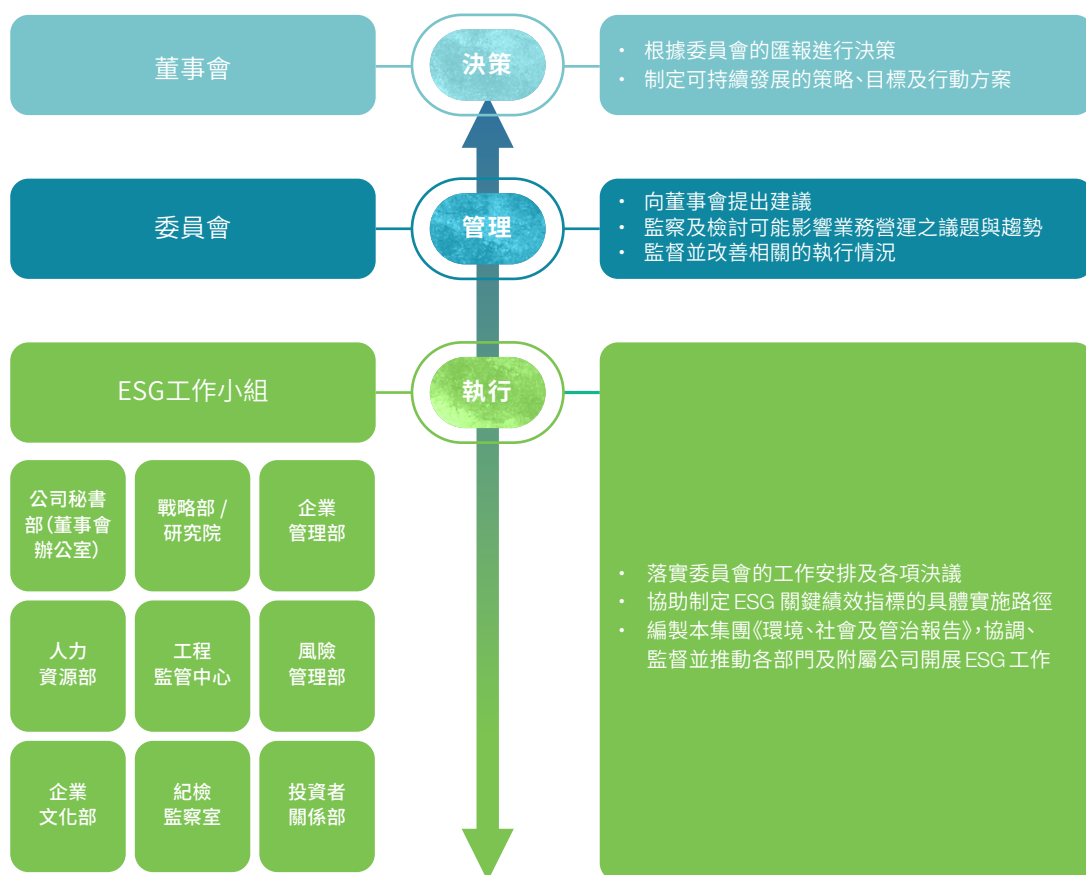 董事會
決策
• 根據委員會的匯報進行決策
• 制定可持續發展的策略、目標及行動方案
委員會
管理
• 向董事會提出建議
• 監察及檢討可能影響業務營運之議題與趨勢
• 監督並改善相關的執行情況
ESG工作小組
執行
公司秘書
部(董事會
辦公室)
戰略部 /
研究院
企業
管理部
人力
資源部
工程
監管中心
風險
管理部
企業
文化部
紀檢
監察室
投資者
關係部
• 落實委員會的工作安排及各項決議
• 協助制定 ESG 關鍵績效指標的具體實施路徑
• 編製本集團《環境、社會及管治報告》，協調、
監督並推動各部門及附屬公司開展 ESG 工作